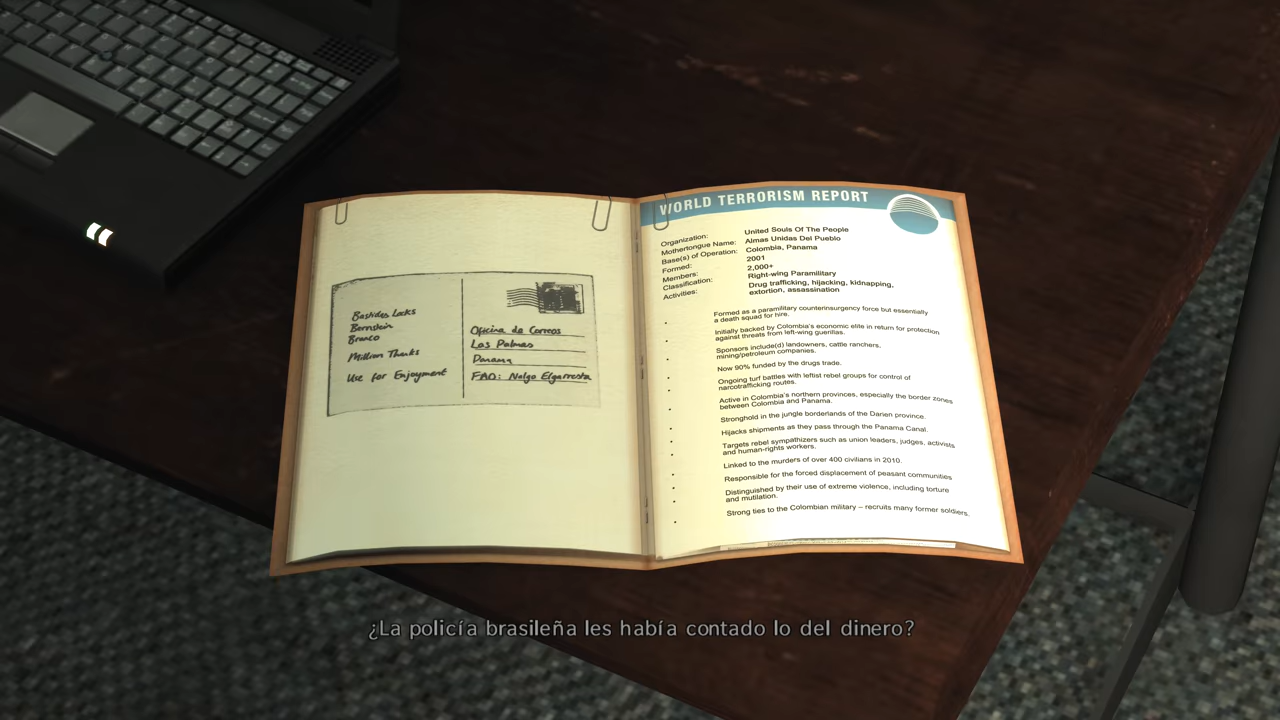 Bastides Locks
Bernstein
Branco
Million Thanks
Use for Enjoyment
Oficina de Correos
Las Palmas
Panama
FAO: Nalgo Elgarresta
WORLD TERRORISM REPORT
Organization: United Souls Of The People
Mothertongue Name: Almas Unidas Del Pueblo
Base(s) of Operation: Colombia, Panama
Formed: 2001
Members: 2,000+
Classification: Right-wing Paramilitary
Activities: Drug trafficking, hijacking, kidnapping,
extortion, assassination
Formed as a paramilitary counterinsurgency force but essentially
a death squad for hire.
Initially backed by Colombia's economic elite in return for protection
against threats from left-wing guerillas.
Sponsors include(d) landowners, cattle ranchers,
mining/petroleum companies.
Now 90% funded by the drugs trade.
Ongoing turf battles with leftist rebel groups for control of
narcotrafficking routes.
Active in Colombia's northern provinces, especially the border zones
between Colombia and Panama.
Stronghold in the jungle borderlands of the Darien province.
Hijacks shipments as they pass through the Panama Canal.
Targets rebel sympathizers such as union leaders, judges, activists
and human-rights workers.
Linked to the murders of over 400 civilians in 2010.
Responsible for the forced displacement of peasant communities
Distinguished by their use of extreme violence, including torture
and mutilation.
Strong ties to the Colombian military – recruits many former soldiers.
¿La policía brasileña les había contado lo del dinero?